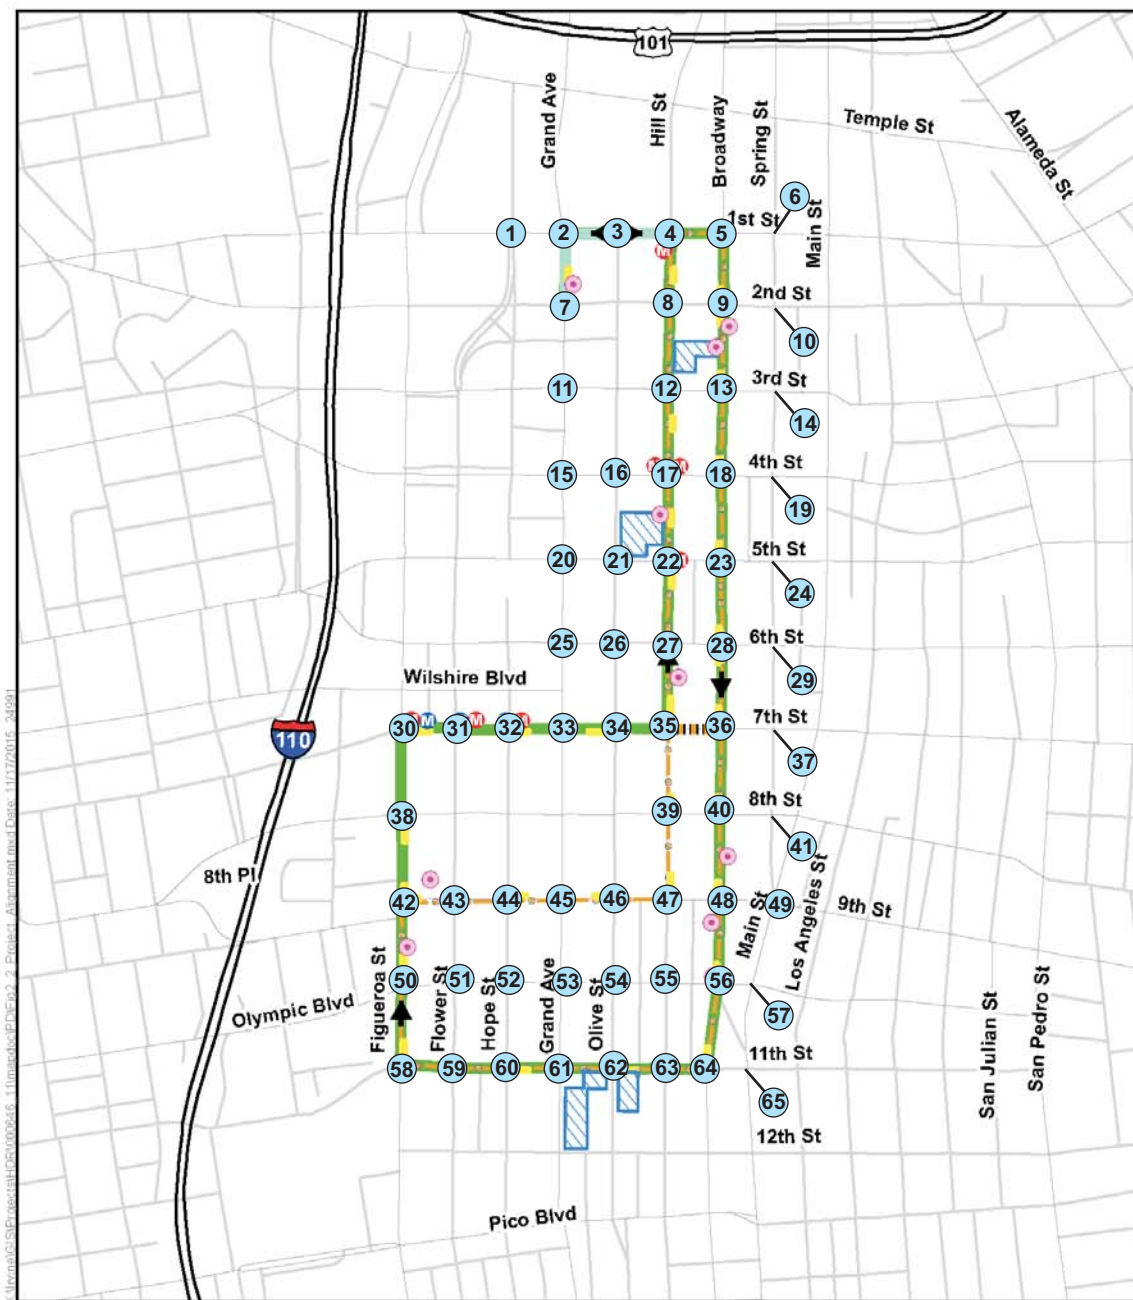 101
Grand Ave
Hill St
Broadway
Spring St
Temple St
Alameda St
6
1st St
Main St
1
2
3
4
5
2nd St
7
8
9
10
3rd St
11
12
13
14
4th St
15
16
17
18
19
M
5th St
20
21
22
23
24
6th St
25
26
27
28
29
Wilshire Blvd
7th St
30
M
31
M
32
33
34
35
36
37
110
8th St
38
39
40
41
8th Pl
Main St
Los Angeles St
9th St
42
43
44
45
46
47
48
49
Figueroa St
Flower St
Hope St
Grand Ave
Olive St
Olympic Blvd
50
51
52
53
54
55
56
57
San Julian St
San Pedro St
11th St
58
59
60
61
62
63
64
65
12th St
Pico Blvd